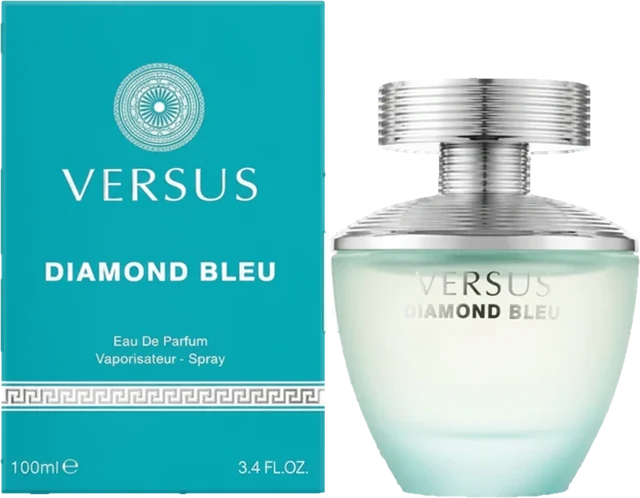 VERSUS
DIAMOND BLEU
Eau De Parfum
Vaporisateur - Spray
100ml ℮
3.4 FL.OZ.
VERSUS
DIAMOND BLEU